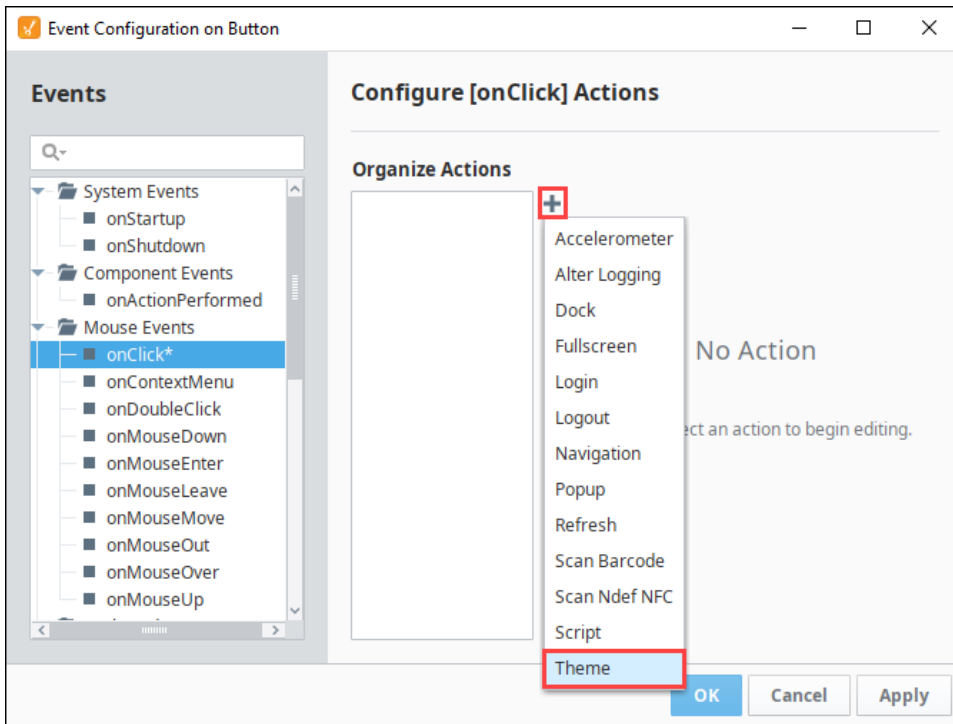 Event Configuration on Button
Events
System Events
onStartup
onShutdown
Component Events
onActionPerformed
Mouse Events
onClick*
onContextMenu
onDoubleClick
onMouseDown
onMouseEnter
onMouseLeave
onMouseMove
onMouseOut
onMouseOver
onMouseUp
Configure [onClick] Actions
Organize Actions
Accelerometer
Alter Logging
Dock
Fullscreen
Login
Logout
Navigation
Popup
Refresh
Scan Barcode
Scan Ndef NFC
Script
Theme
No Action
an action to begin editing.
OK
Cancel
Apply